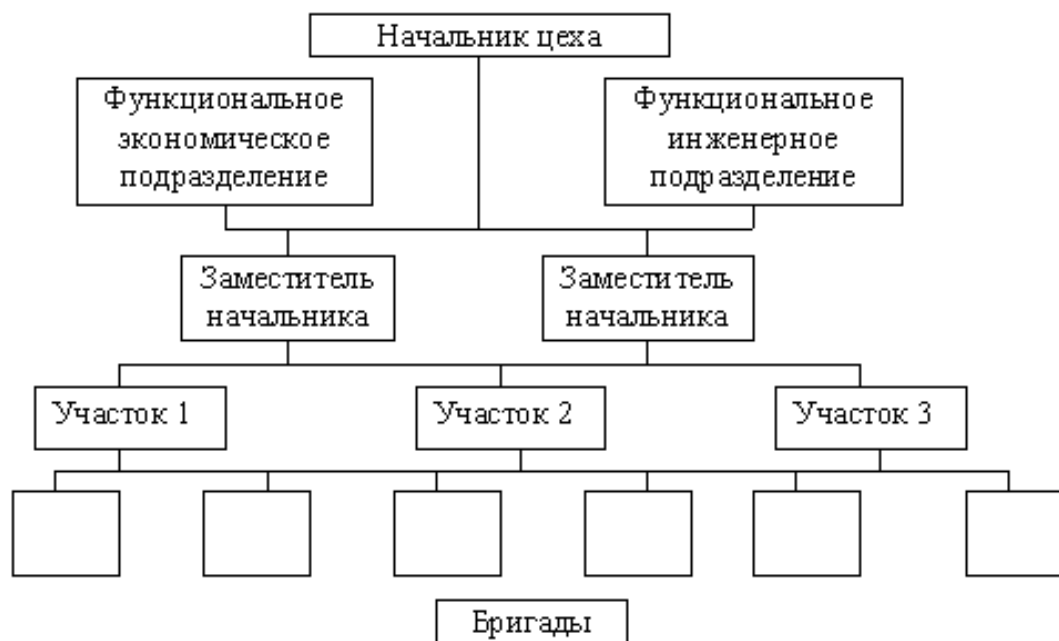 Начальник цеха
Функциональное
экономическое
подразделение
Функциональное
инженерное
подразделение
Заместитель
начальника
Заместитель
начальника
Участок 1
Участок 2
Участок 3
Бригады